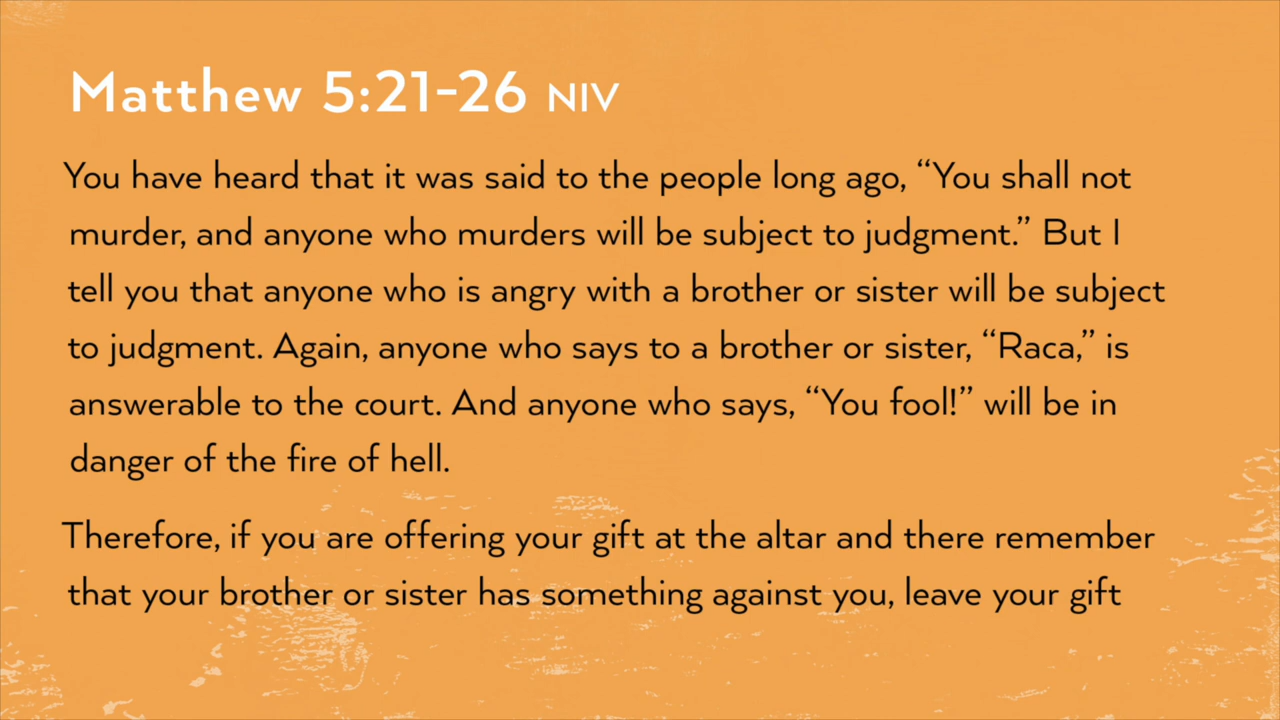 Matthew 5:21-26 NIV
You have heard that it was said to the people long ago, “You shall not
murder, and anyone who murders will be subject to judgment.” But I
tell you that anyone who is angry with a brother or sister will be subject
to judgment. Again, anyone who says to a brother or sister, “Raca,” is
answerable to the court. And anyone who says, “You fool!” will be in
danger of the fire of hell.
Therefore, if you are offering your gift at the altar and there remember
that your brother or sister has something against you, leave your gift